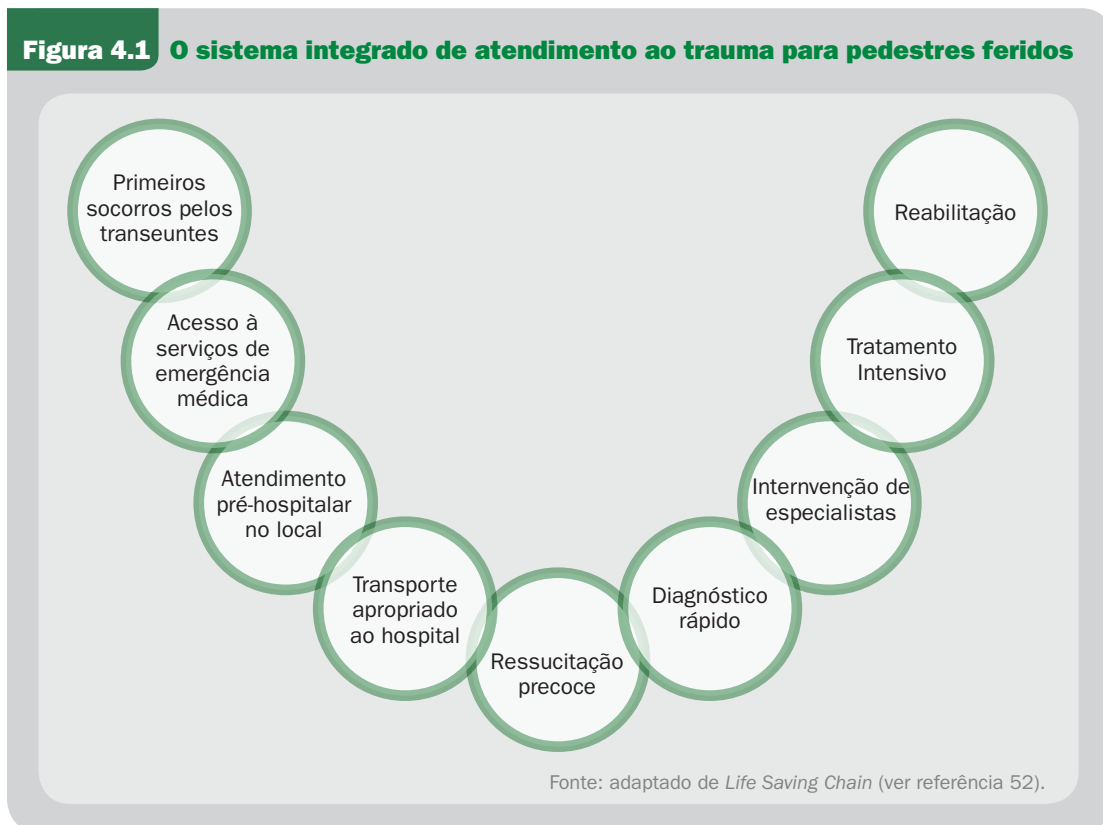 Figura 4.1 O sistema integrado de atendimento ao trauma para pedestres feridos
Primeiros
socorros pelos
transeuntes
Acesso à
serviços de
emergência
médica
Atendimento
pré-hospitalar
no local
Transporte
apropriado
ao hospital
Ressucitação
precoce
Diagnóstico
rápido
Internvenção de
especialistas
Tratamento
Intensivo
Reabilitação
Fonte: adaptado de Life Saving Chain (ver referência 52).